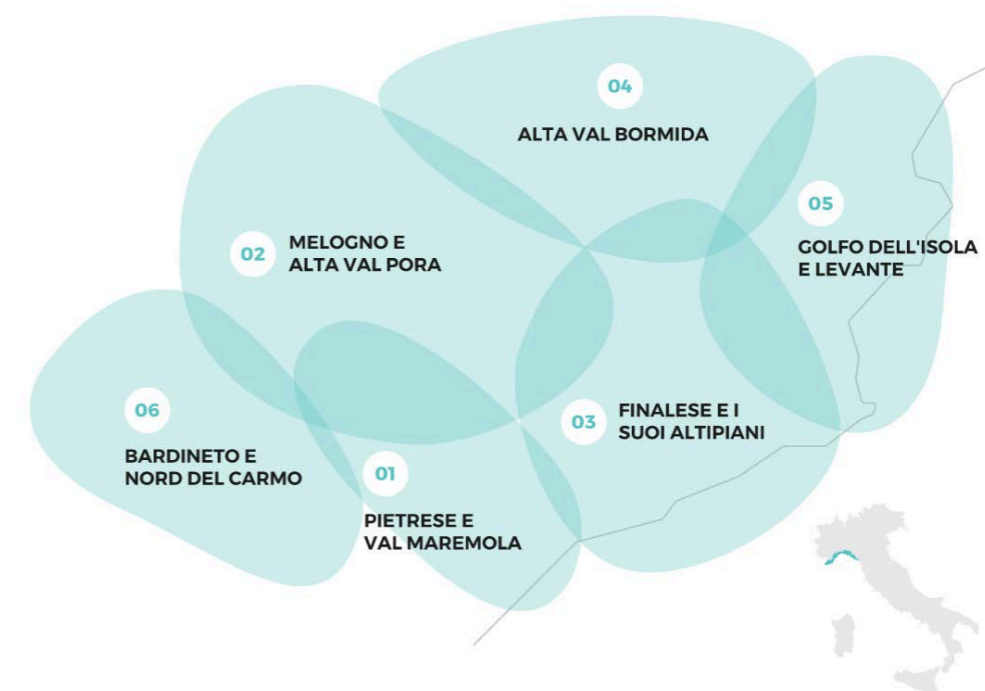 04
ALTA VAL BORMIDA
05
GOLFO DELL'ISOLA
E LEVANTE
02
MELOGNO E
ALTA VAL PORA
06
BARDINETO E
NORD DEL CARMO
03
FINALESE E I
SUOI ALTIPIANI
01
PIETRESE E
VAL MAREMOLA